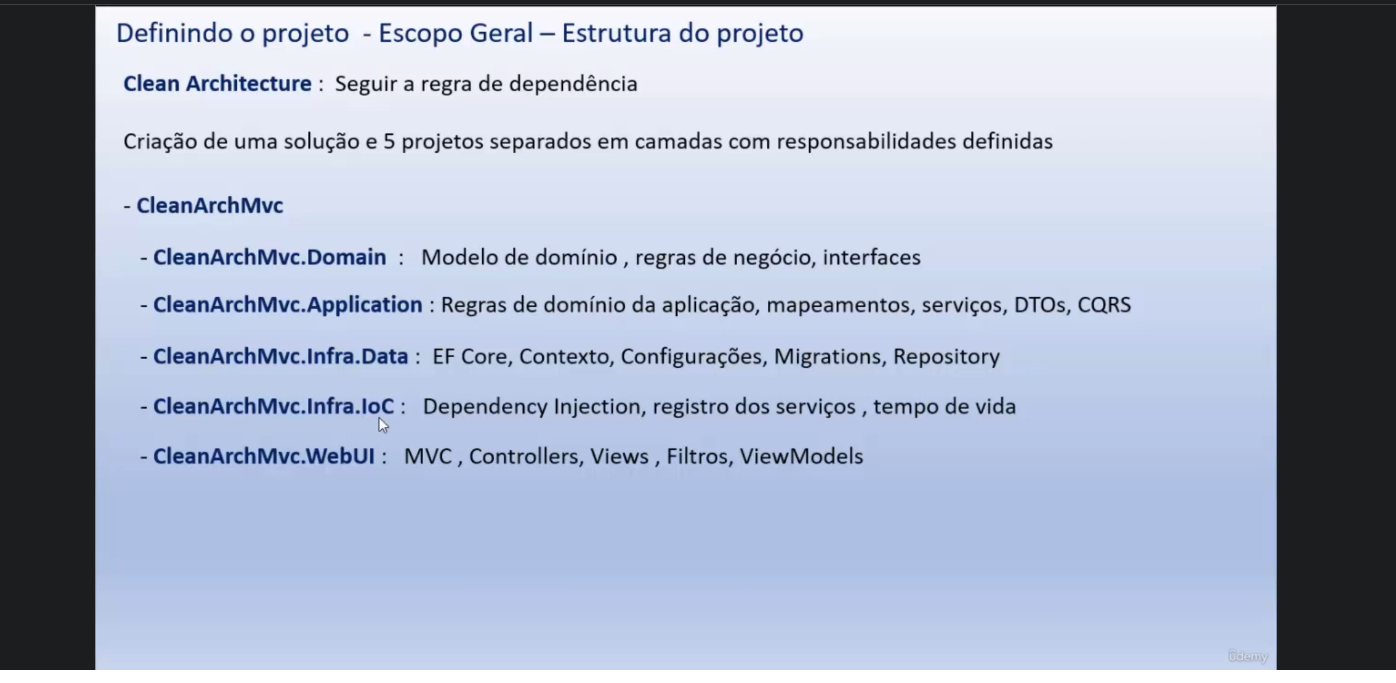 Definindo o projeto - Escopo Geral – Estrutura do projeto
Clean Architecture : Seguir a regra de dependência
Criação de uma solução e 5 projetos separados em camadas com responsabilidades definidas
- CleanArchMvc
- CleanArchMvc.Domain : Modelo de domínio , regras de negócio, interfaces
- CleanArchMvc.Application : Regras de domínio da aplicação, mapeamentos, serviços, DTOs, CQRS
- CleanArchMvc.Infra.Data : EF Core, Contexto, Configurações, Migrations, Repository
- CleanArchMvc.Infra.IoC : Dependency Injection, registro dos serviços , tempo de vida
- CleanArchMvc.WebUI : MVC , Controllers, Views , Filtros, ViewModels
Udemy